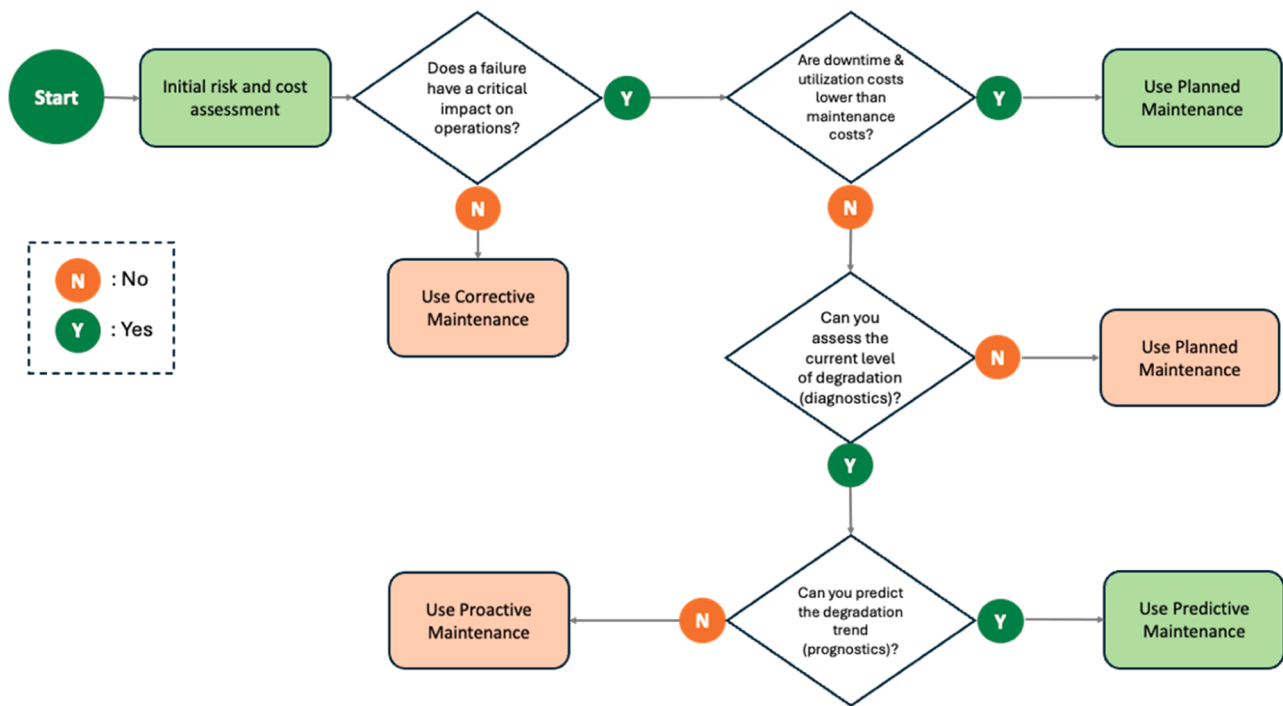 Start
Initial risk and cost
assessment
Does a failure
have a critical
impact on
operations?
Y
Are downtime &
utilization costs
lower than
maintenance
costs?
Y
Use Planned
Maintenance
N
N
N
: No
Y
: Yes
Use Corrective
Maintenance
Can you
assess the
current level
of degradation
(diagnostics)?
N
Use Planned
Maintenance
Y
Use Proactive
Maintenance
N
Can you predict
the degradation
trend
(prognostics)?
Y
Use Predictive
Maintenance